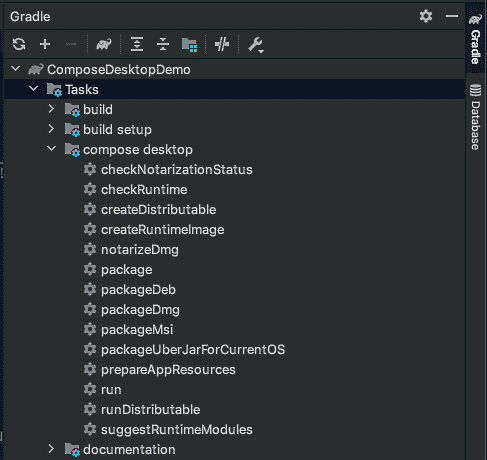 Gradle
ComposeDesktopDemo
Tasks
build
build setup
compose desktop
checkNotarizationStatus
checkRuntime
createDistributable
createRuntimeImage
notarizeDmg
package
packageDeb
packageDmg
packageMsi
packageUberJarForCurrentOS
prepareAppResources
run
runDistributable
suggestRuntimeModules
documentation
Gradle
Database